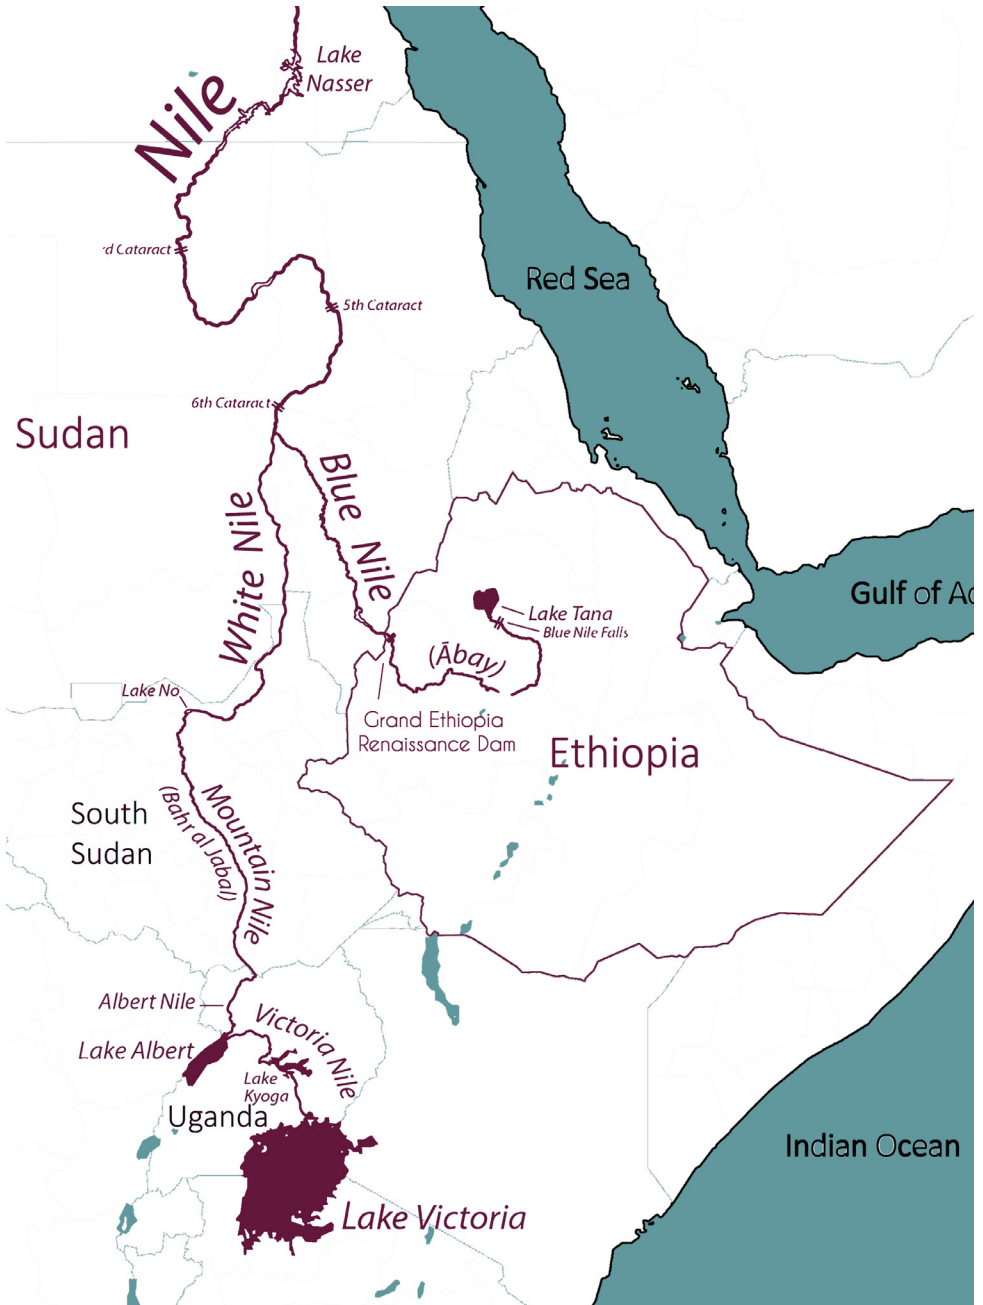 Lake
Nasser
Nile
d Cataract
Red Sea
5th Cataract
6th Cataract
Sudan
Blue Nile
White Nile
Gulf of
Lake Tana
Blue Nile Falls
(Ābay)
Lake No
Grand Ethiopia
Renaissance Dam
Ethiopia
South
Sudan
Mountain Nile
(Bahr al Jabal)
Albert Nile
Victoria Nile
Lake Albert
Lake
Kyoga
Uganda
Indian Ocean
Lake Victoria